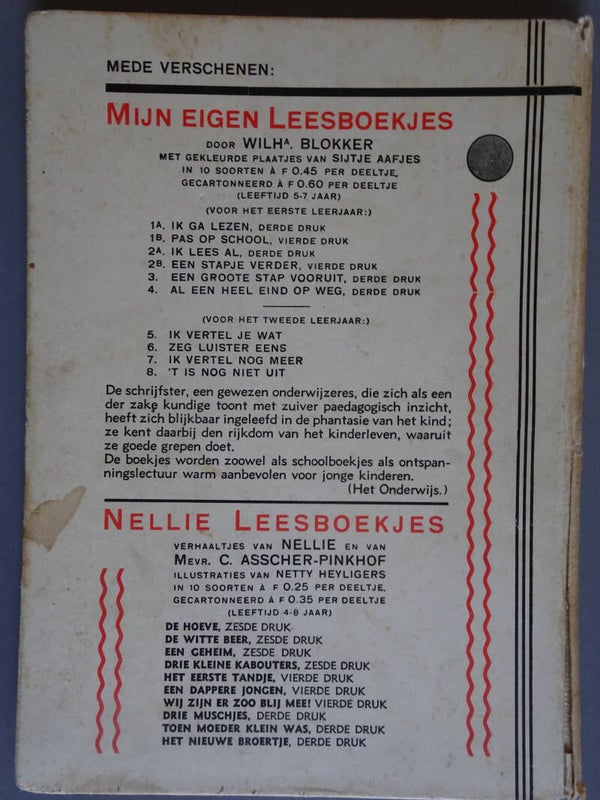 MEDE VERSCHENEN:
MIJN EIGEN LEESBOEKJES
DOOR WILHA. BLOKKER
MET GEKLEURDE PLAATJES VAN SIJTJE AAFJES
IN 10 SOORTEN À F 0.45 PER DEELTJE,
GECARTONNEERD À F 0.60 PER DEELTJE
(LEEFTIJD 5-7 JAAR)
(VOOR HET EERSTE LEERJAAR:)
1A. IK GA LEZEN, DERDE DRUK
1B. PAS OP SCHOOL, VIERDE DRUK
2A. IK LEES AL, DERDE DRUK
2B. EEN STAPJE VERDER, VIERDE DRUK
3. EEN GROOTE STAP VOORUIT, DERDE DRUK
4. AL EEN HEEL EIND OP WEG, DERDE DRUK
(VOOR HET TWEEDE LEERJAAR:)
5. IK VERTEL JE WAT
6. ZEG LUISTER EENS
7. IK VERTEL NOG MEER
8. 'T IS NOG NIET UIT
De schrijfster, een gewezen onderwijzeres, die zich als een
der zake kundige toont met zuiver paedagogisch inzicht,
heeft zich blijkbaar ingeleefd in de phantasie van het kind;
ze kent daarbij den rijkdom van het kinderleven, waaruit
ze goede grepen doet.
De boekjes worden zoowel als schoolboekjes als ontspan-
ningslectuur warm aanbevolen voor jonge kinderen.
(Het Onderwijs.)
NELLIE LEESBOEKJES
VERHAALTJES VAN NELLIE EN VAN
MEVR. C. ASSCHER-PINKHOF
ILLUSTRATIES VAN NETTY HEYLIGERS
IN 10 SOORTEN À F 0.25 PER DEELTJE,
GECARTONNEERD À F 0.35 PER DEELTJE
(LEEFTIJD 4-8 JAAR)
DE HOEVE, ZESDE DRUK
DE WITTE BEER, ZESDE DRUK
EEN GEHEIM, ZESDE DRUK
DRIE KLEINE KABOUTERS, ZESDE DRUK
HET EERSTE TANDJE, VIERDE DRUK
EEN DAPPERE JONGEN, VIERDE DRUK
WIJ ZIJN ER ZOO BLIJ MEE! VIERDE DRUK
DRIE MUSCHJES, DERDE DRUK
TOEN MOEDER KLEIN WAS, DERDE DRUK
HET NIEUWE BROERTJE, DERDE DRUK